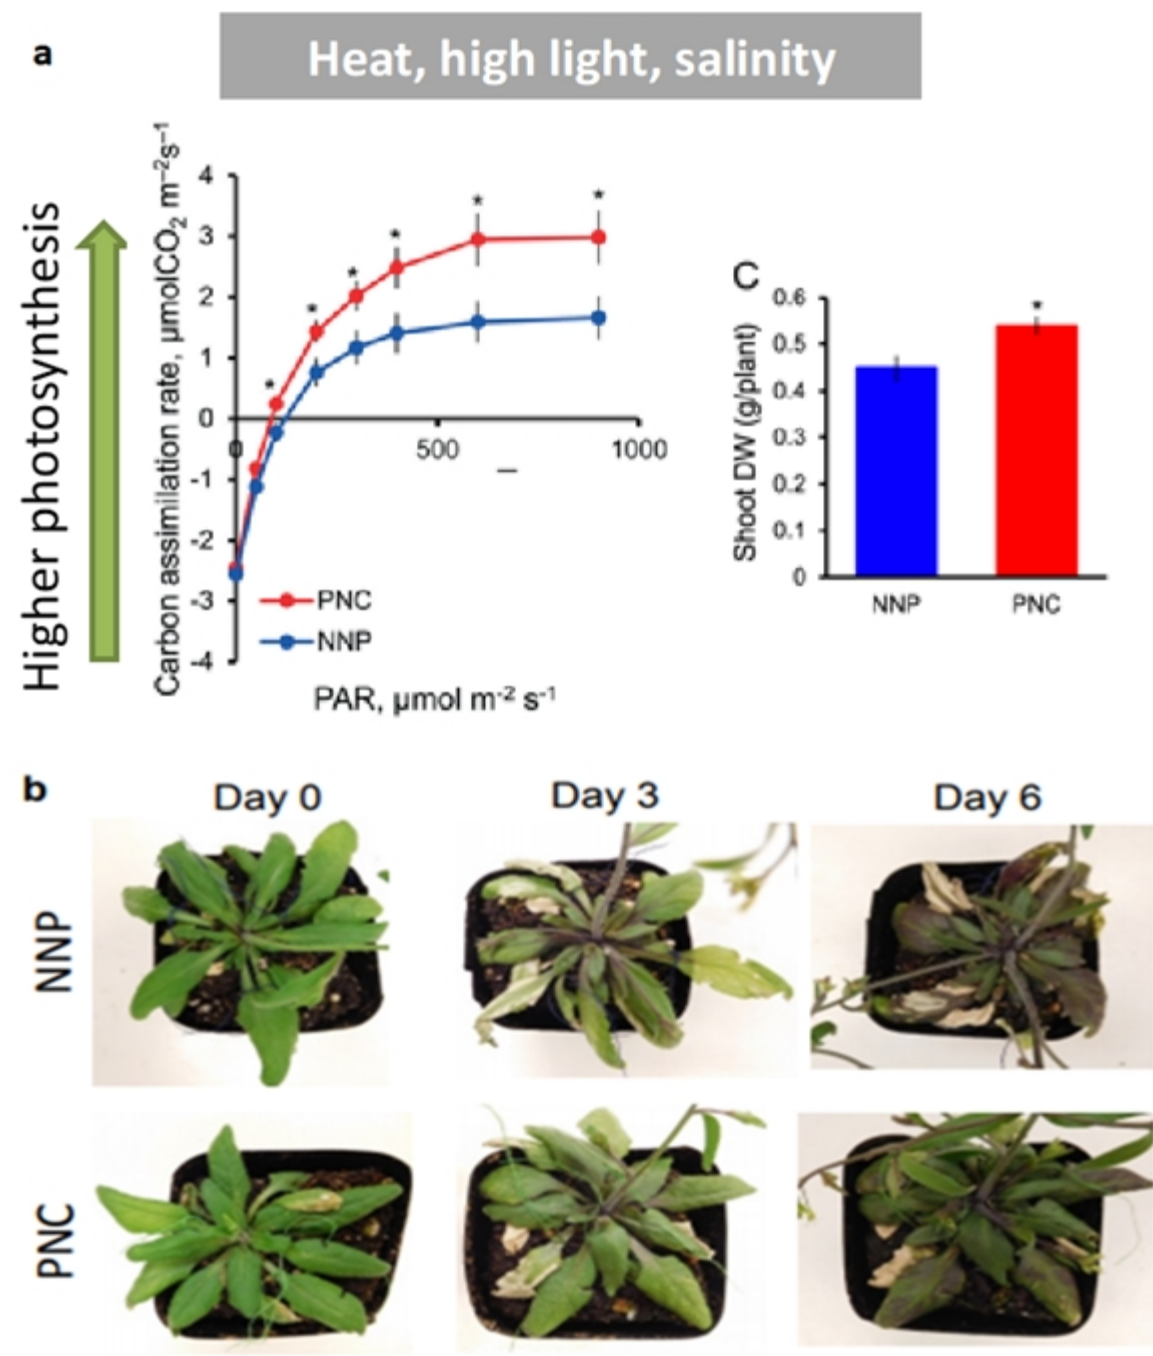 a
Heat, high light, salinity
Higher photosynthesis
Carbon assimilation rate, µmolCO₂ m⁻²s⁻¹
4
3
2
1
0
-1
-2
-3
-4
0
500
1000
PNC
NNP
PAR, µmol m⁻² s⁻¹
*
*
*
*
*
*
C
Shoot DW (g/plant)
0.6
0.5
0.4
0.3
0.2
0.1
0
*
NNP
PNC
b
Day 0
Day 3
Day 6
NNP
PNC